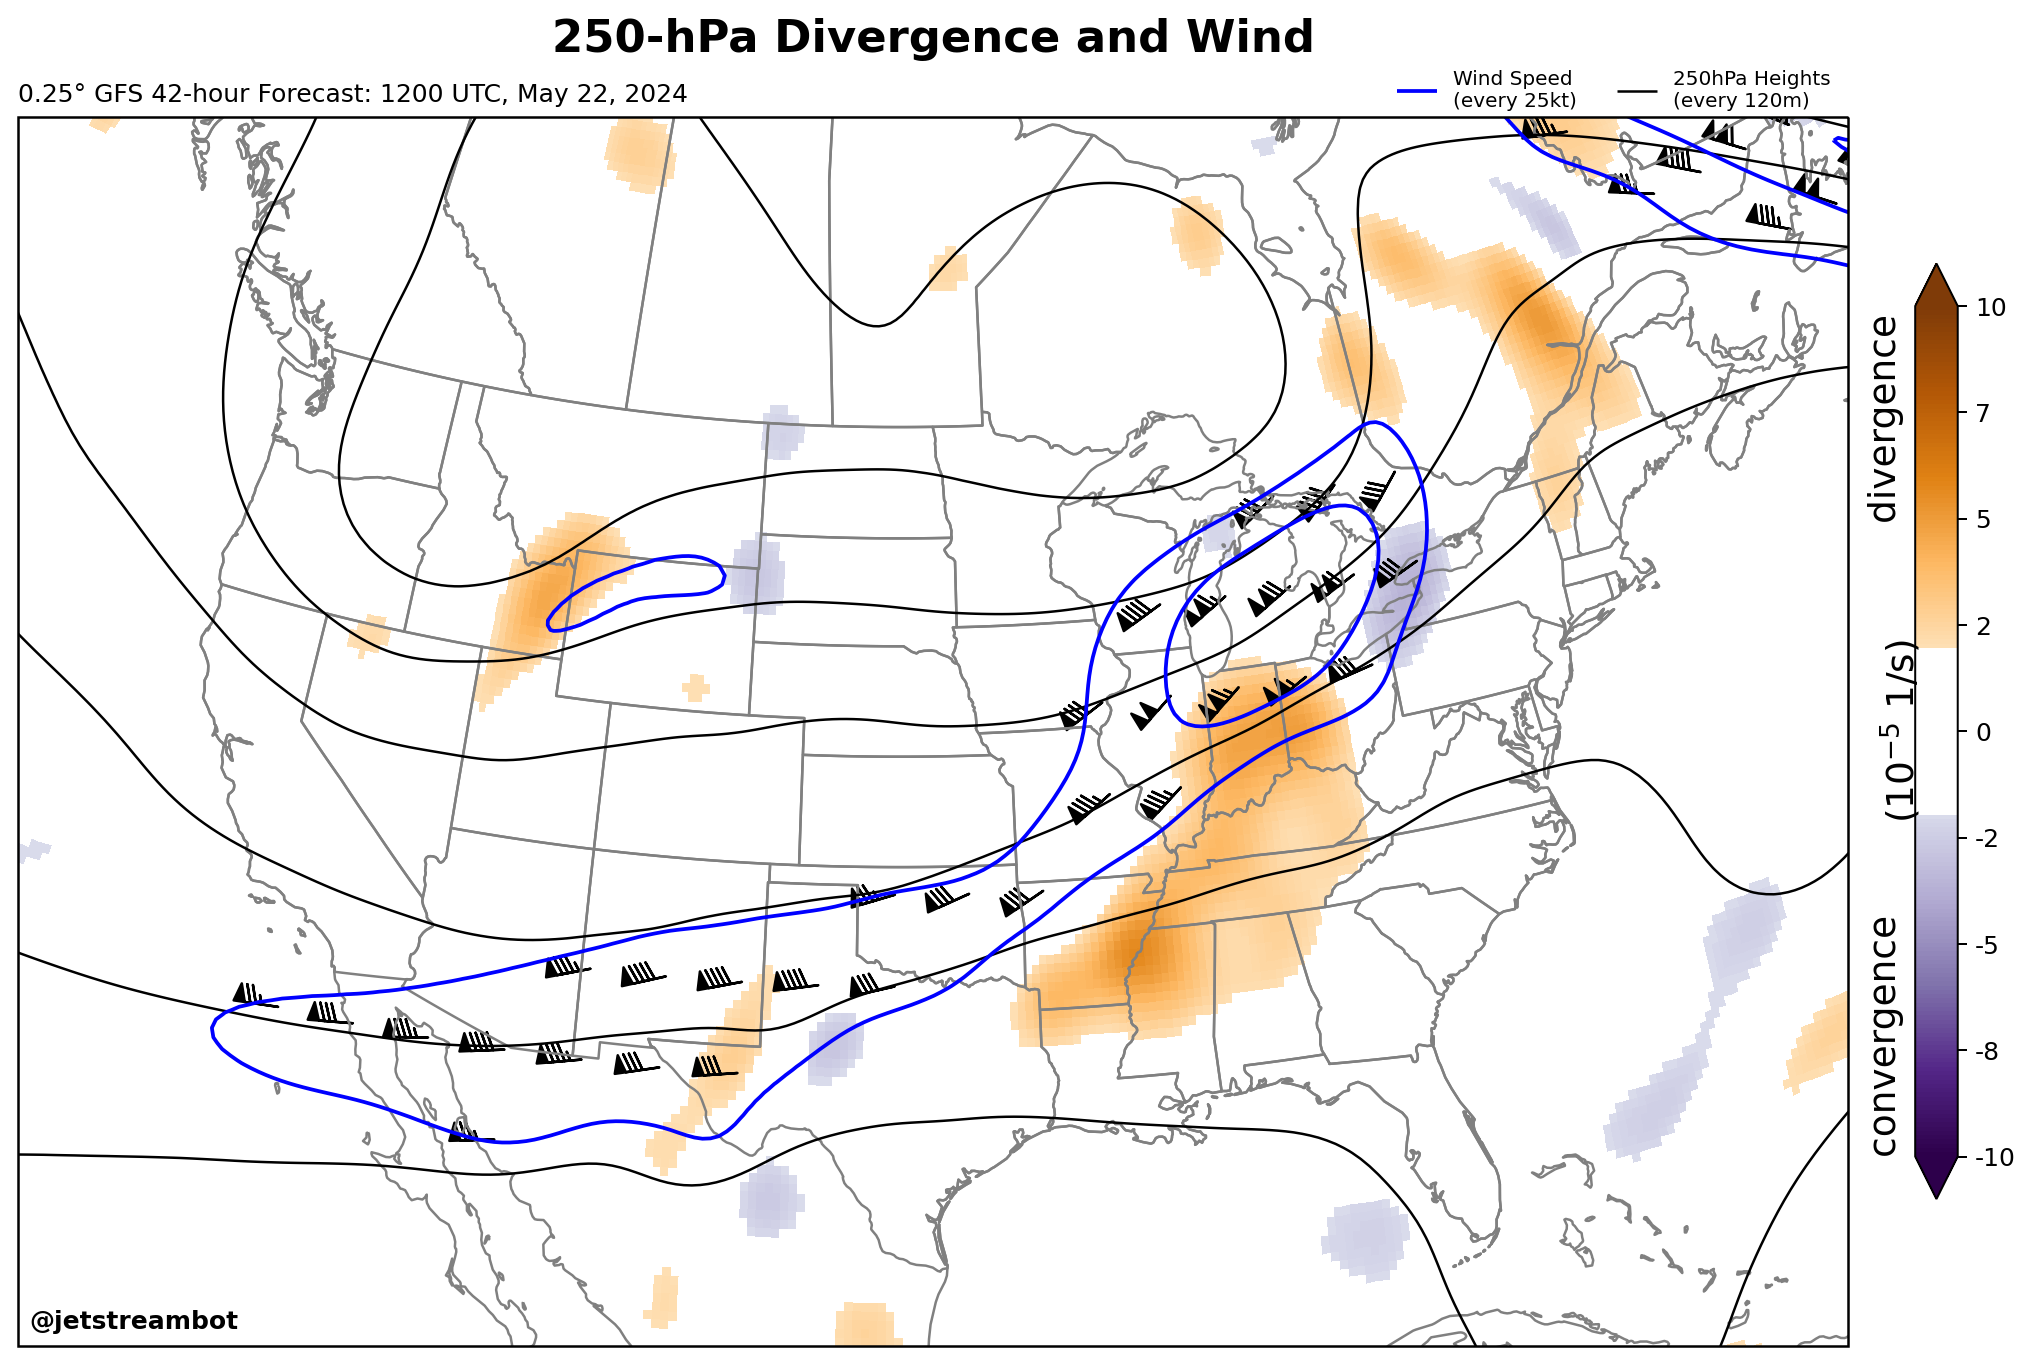 250-hPa Divergence and Wind
0.25° GFS 42-hour Forecast: 1200 UTC, May 22, 2024
Wind Speed
(every 25kt)
250hPa Heights
(every 120m)
10
7
5
2
0
-2
-5
-8
-10
divergence
(10⁻⁵ 1/s)
convergence
@jetstreambot